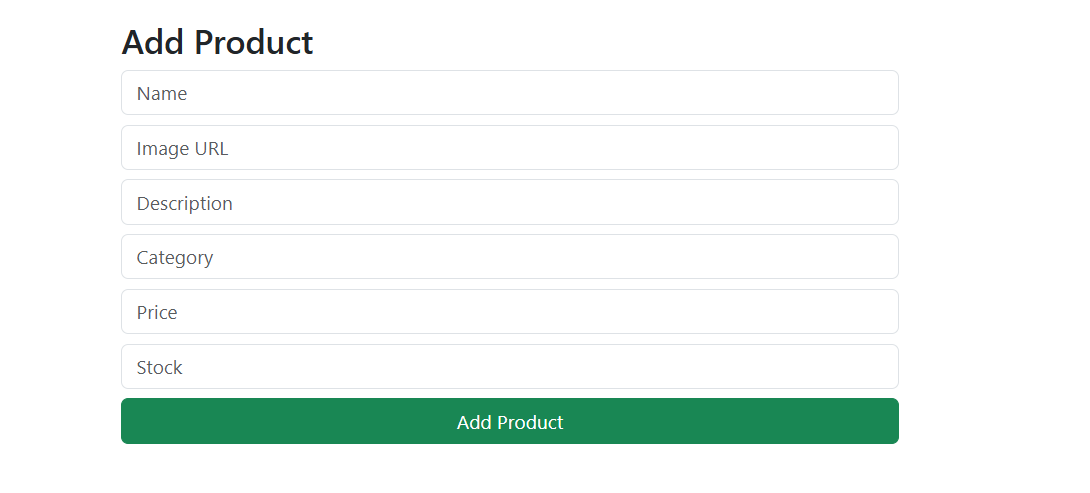 Add Product
Name
Image URL
Description
Category
Price
Stock
Add Product